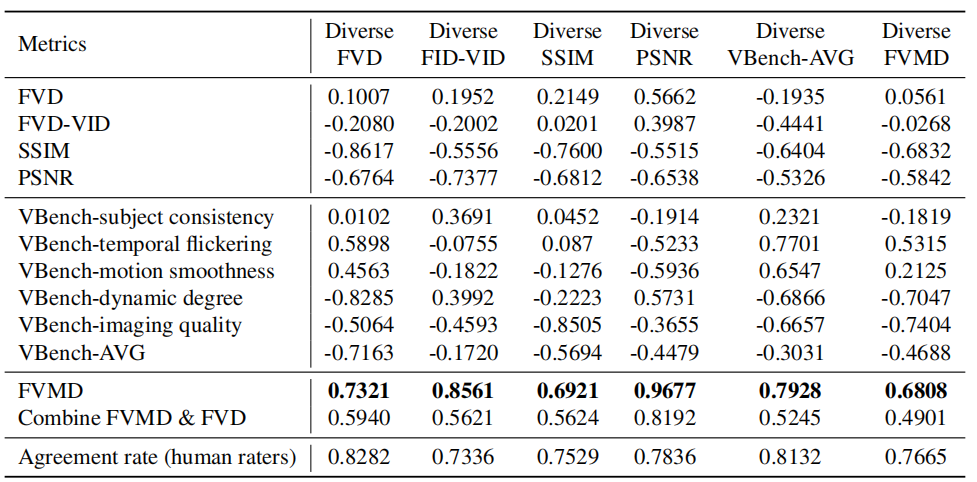 Metrics Diverse FVD Diverse FID-VID Diverse SSIM Diverse PSNR Diverse VBench-AVG Diverse FVMD
FVD 0.1007 0.1952 0.2149 0.5662 -0.1935 0.0561
FVD-VID -0.2080 -0.2002 0.0201 0.3987 -0.4441 -0.0268
SSIM -0.8617 -0.5556 -0.7600 -0.5515 -0.6404 -0.6832
PSNR -0.6764 -0.7377 -0.6812 -0.6538 -0.5326 -0.5842
VBench-subject consistency 0.0102 0.3691 0.0452 -0.1914 0.2321 -0.1819
VBench-temporal flickering 0.5898 -0.0755 0.087 -0.5233 0.7701 0.5315
VBench-motion smoothness 0.4563 -0.1822 -0.1276 -0.5936 0.6547 0.2125
VBench-dynamic degree -0.8285 0.3992 -0.2223 0.5731 -0.6866 -0.7047
VBench-imaging quality -0.5064 -0.4593 -0.8505 -0.3655 -0.6657 -0.7404
VBench-AVG -0.7163 -0.1720 -0.5694 -0.4479 -0.3031 -0.4688
FVMD 0.7321 0.8561 0.6921 0.9677 0.7928 0.6808
Combine FVMD & FVD 0.5940 0.5621 0.5624 0.8192 0.5245 0.4901
Agreement rate (human raters) 0.8282 0.7336 0.7529 0.7836 0.8132 0.7665